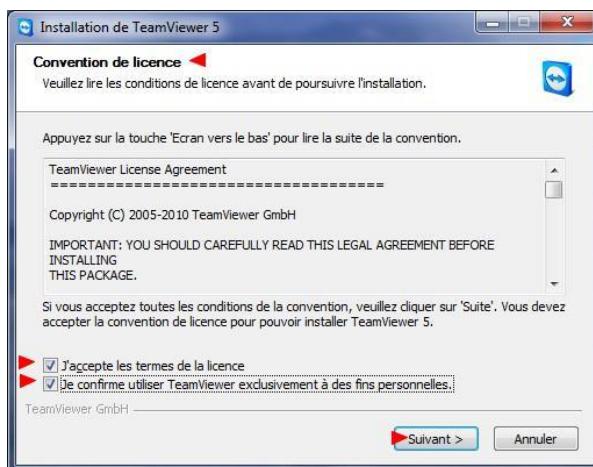 Installation de TeamViewer 5
Convention de licence
Veuillez lire les conditions de licence avant de poursuivre l'installation.
Appuyez sur la touche 'Ecran vers le bas' pour lire la suite de la convention.
TeamViewer License Agreement
====================================
Copyright (C) 2005-2010 TeamViewer GmbH
IMPORTANT: YOU SHOULD CAREFULLY READ THIS LEGAL AGREEMENT BEFORE
INSTALLING
THIS PACKAGE.
Si vous acceptez toutes les conditions de la convention, veuillez cliquer sur 'Suite'. Vous devez
accepter la convention de licence pour pouvoir installer TeamViewer 5.
J'accepte les termes de la licence
Je confirme utiliser TeamViewer exclusivement à des fins personnelles.
TeamViewer GmbH
Suivant >
Annuler